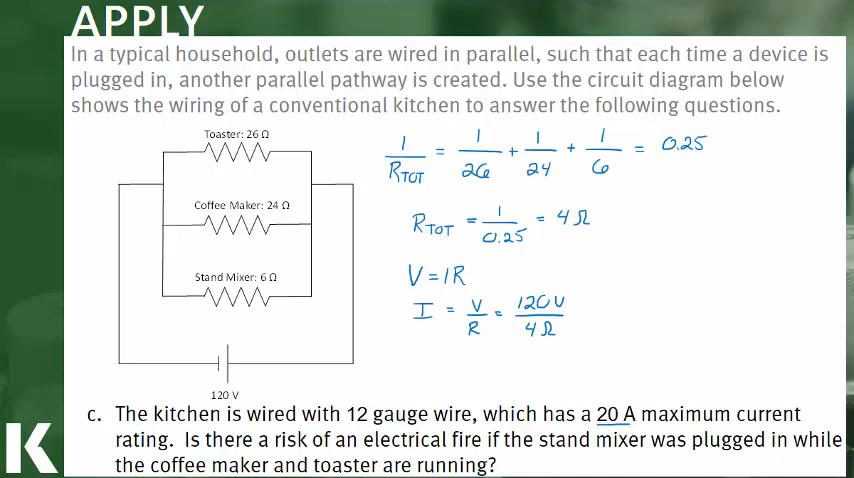 APPLY
In a typical household, outlets are wired in parallel, such that each time a device is
plugged in, another parallel pathway is created. Use the circuit diagram below
shows the wiring of a conventional kitchen to answer the following questions.
Toaster: 26 Ω
Coffee Maker: 24 Ω
Stand Mixer: 6 Ω
120 V
1/R_TOT = 1/26 + 1/24 + 1/6 = 0.25
R_TOT = 1/0.25 = 4 Ω
V = IR
I = V/R = 120V/4Ω
c. The kitchen is wired with 12 gauge wire, which has a 20 A maximum current
rating. Is there a risk of an electrical fire if the stand mixer was plugged in while
the coffee maker and toaster are running?
K